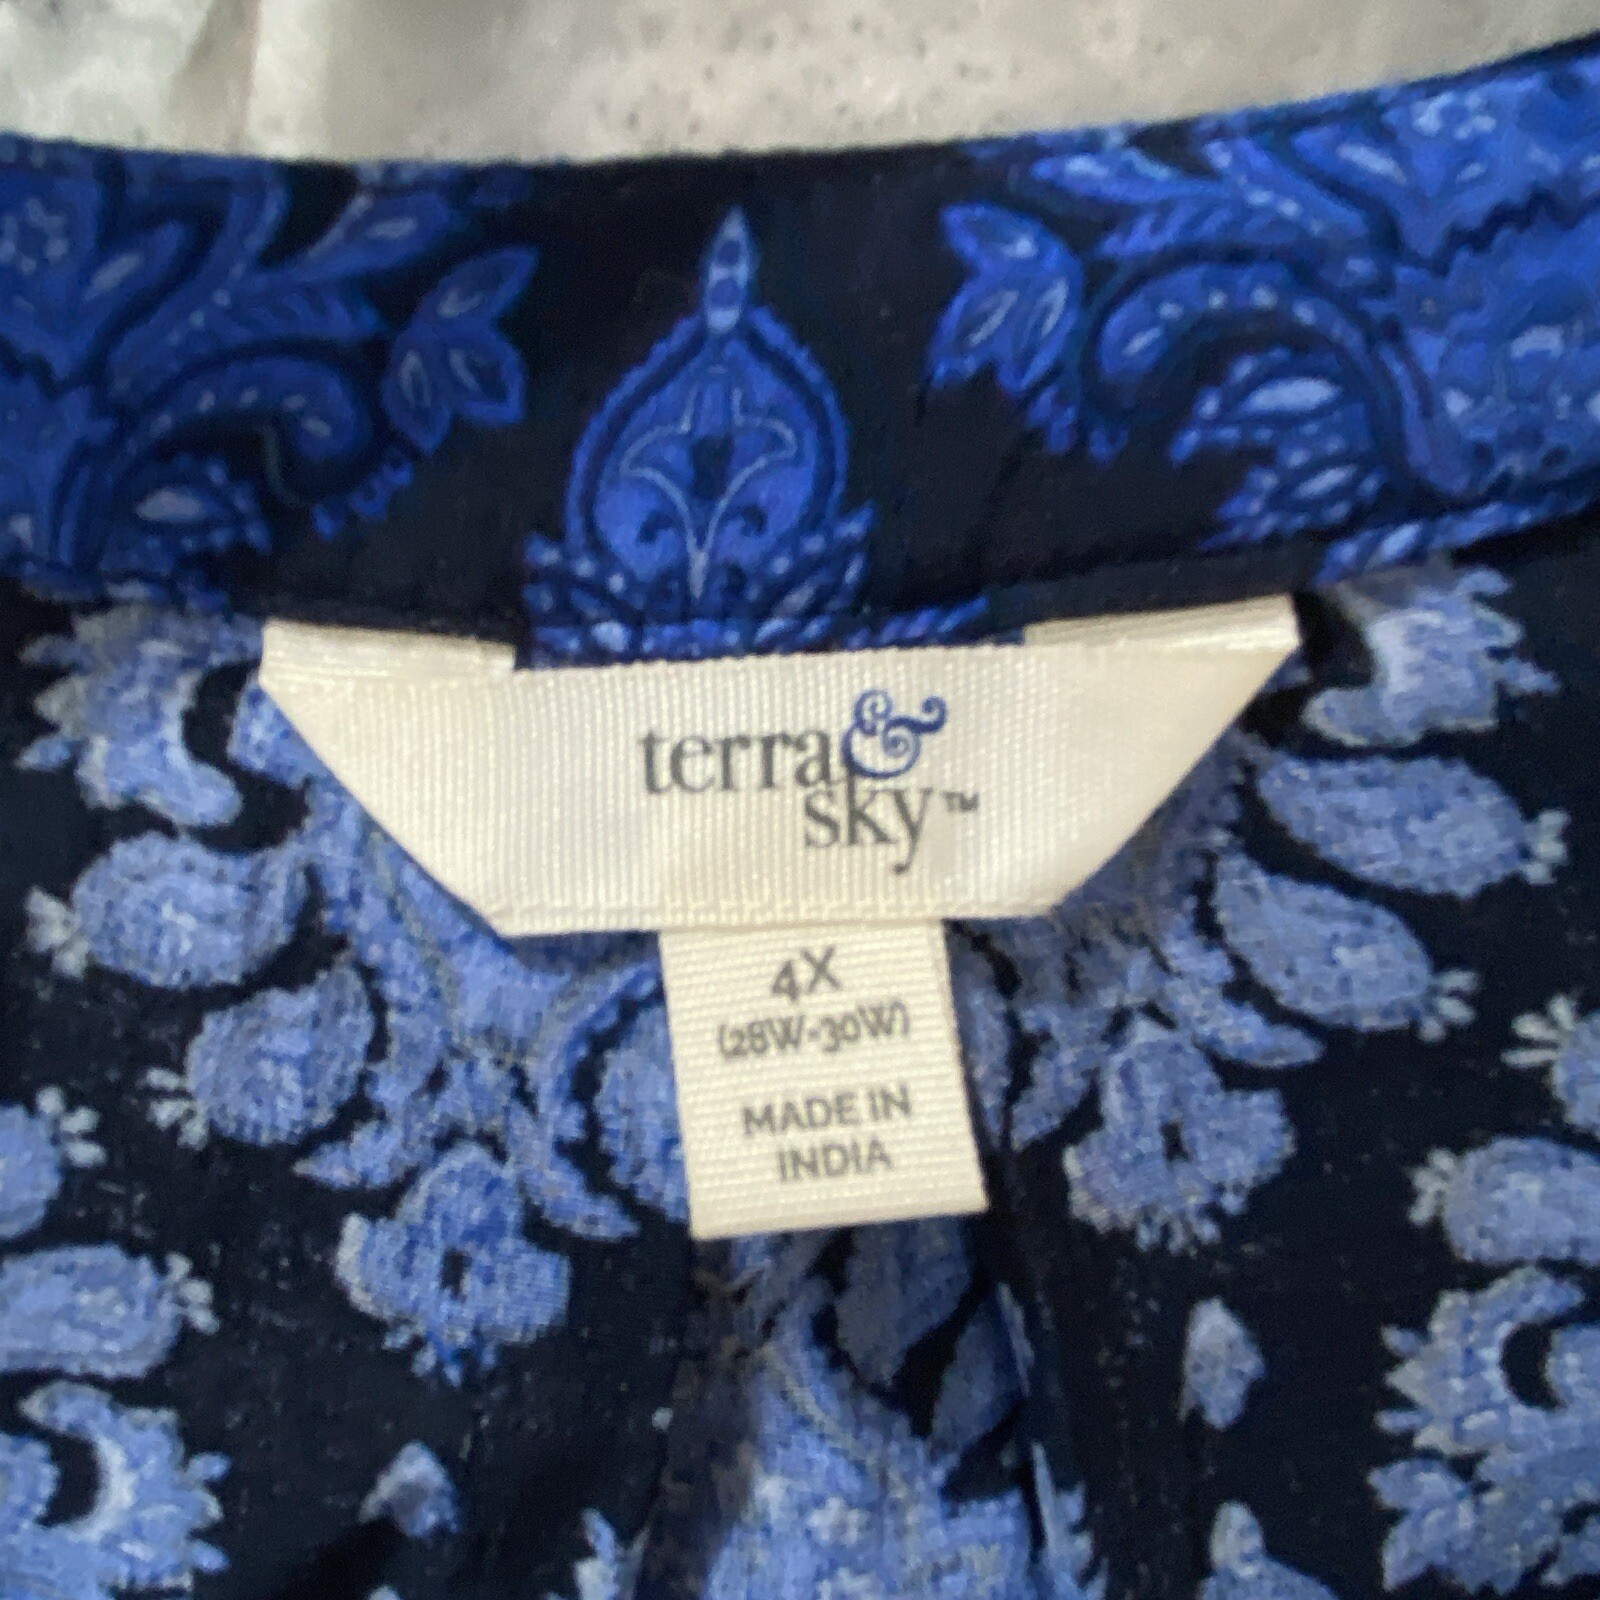 terra &
sky™
4X
(28W-30W)
MADE IN
INDIA